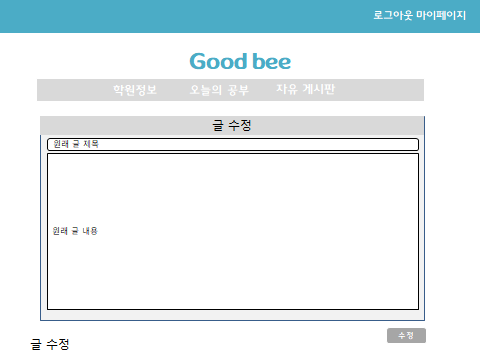 로그아웃 마이페이지
Good bee
학원정보 오늘의 공부 자유 게시판
글 수정
원래 글 제목
원래 글 내용
수정
글 수정